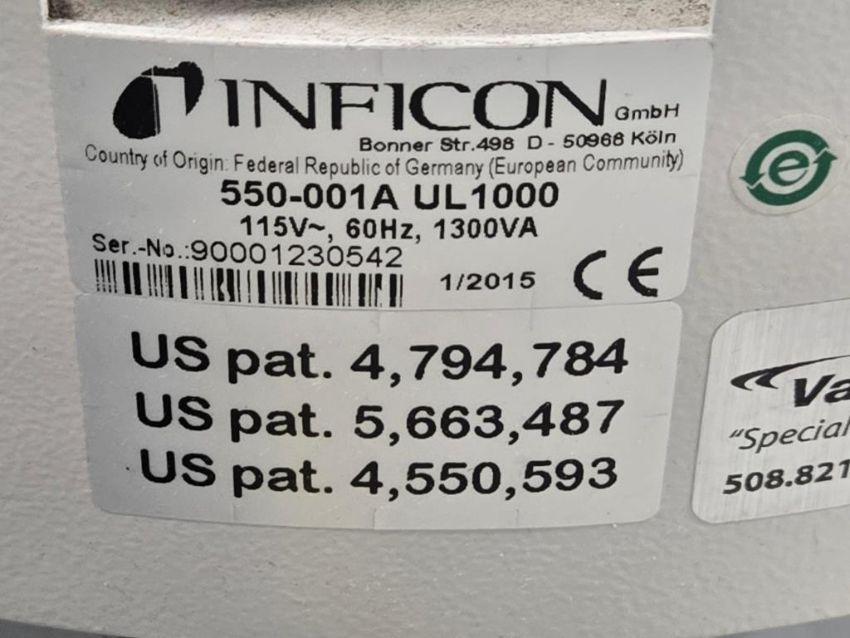 INFICON GmbH
Bonner Str.498 D - 50968 Köln
Country of Origin: Federal Republic of Germany (European Community)
550-001A UL1000
115V~, 60Hz, 1300VA
Ser.-No.:90001230542
1/2015 CE
US pat. 4,794,784
US pat. 5,663,487
US pat. 4,550,593
e
Va
"Special
508.821